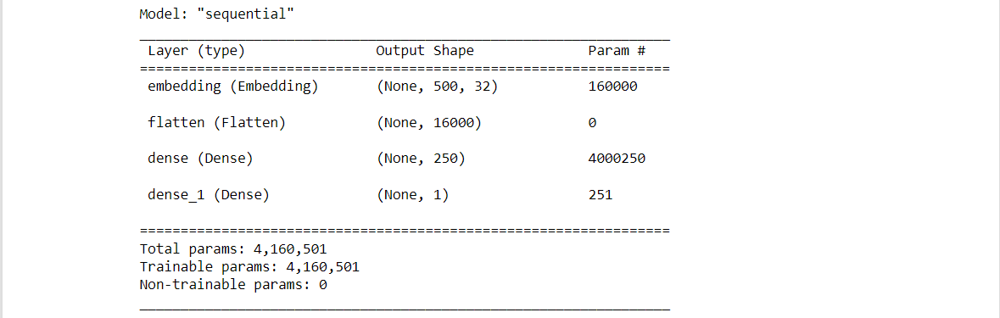 Model: "sequential"
_________________________________________________________________
Layer (type) Output Shape Param #
=================================================================
embedding (Embedding) (None, 500, 32) 160000
flatten (Flatten) (None, 16000) 0
dense (Dense) (None, 250) 4000250
dense_1 (Dense) (None, 1) 251
=================================================================
Total params: 4,160,501
Trainable params: 4,160,501
Non-trainable params: 0
_________________________________________________________________